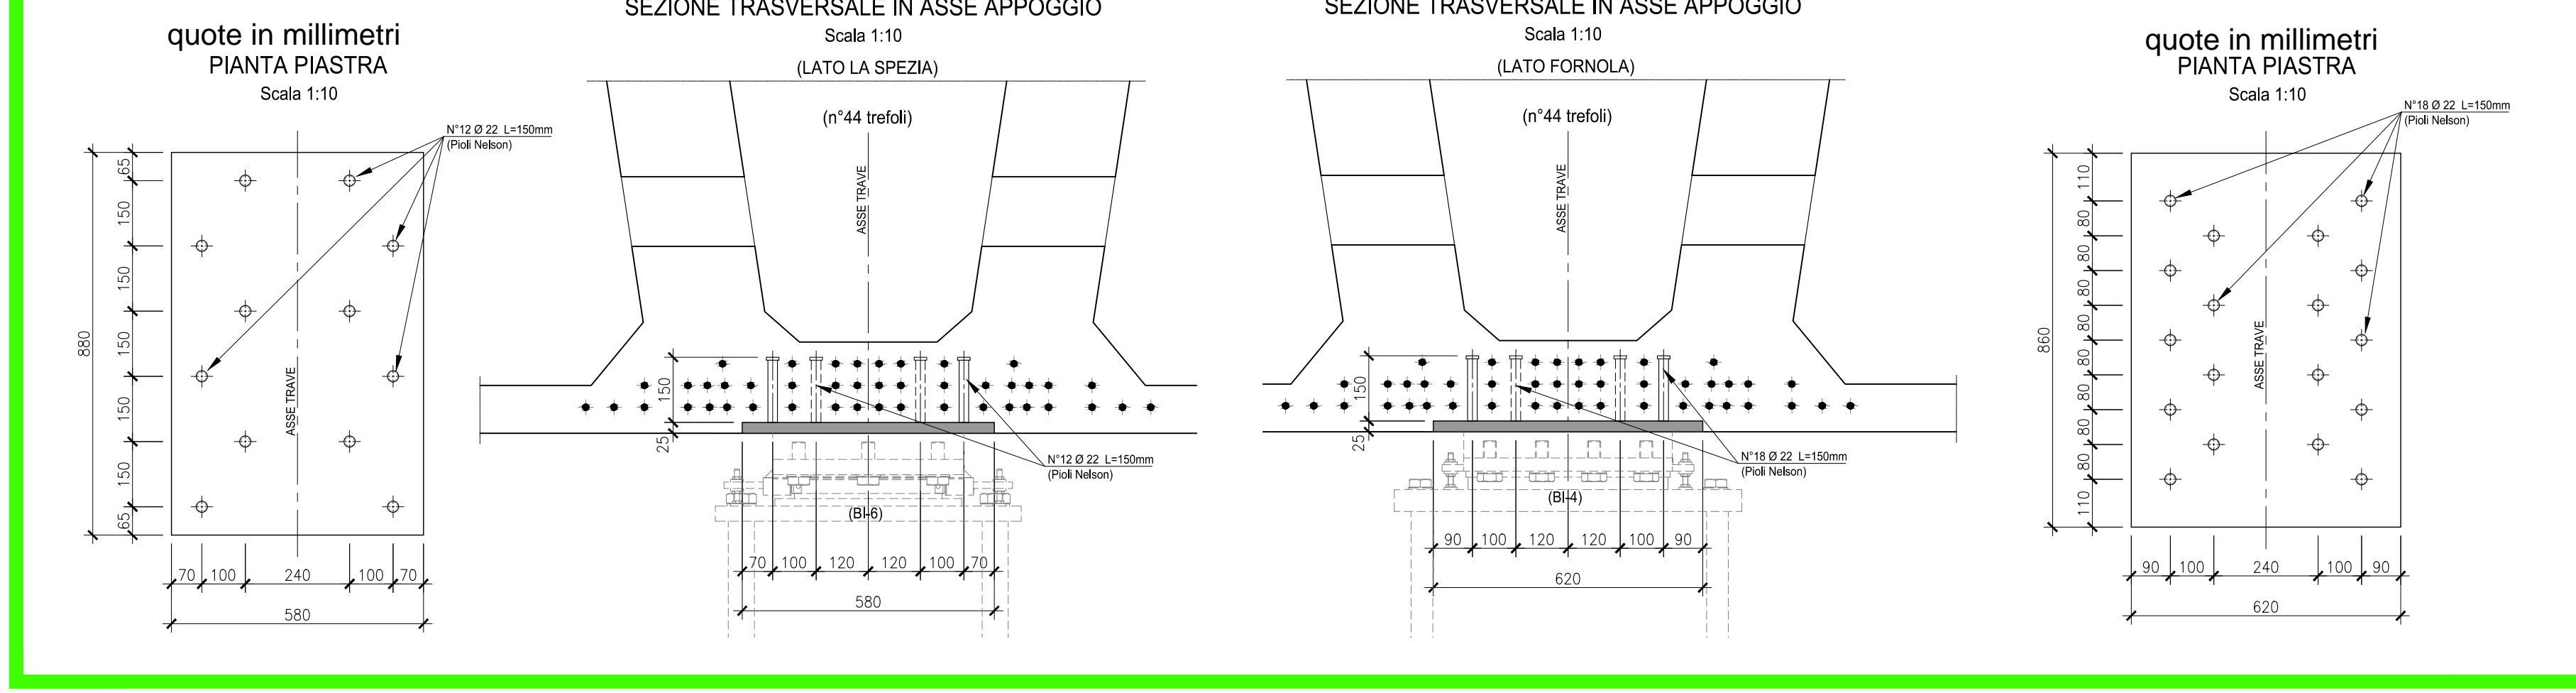 quote in millimetri
PIANTA PIASTRA
Scala 1:10
N°12 Ø 22 L=150mm
(Pioli Nelson)
65
150
150
150
150
150
65
880
ASSE TRAVE
70
100
240
100
70
580
SEZIONE TRASVERSALE IN ASSE APPOGGIO
Scala 1:10
(LATO LA SPEZIA)
(n°44 trefoli)
ASSE TRAVE
150
25
N°12 Ø 22 L=150mm
(Pioli Nelson)
(BI-6)
70
100
120
120
100
70
580
SEZIONE TRASVERSALE IN ASSE APPOGGIO
Scala 1:10
(LATO FORNOLA)
(n°44 trefoli)
ASSE TRAVE
150
25
N°18 Ø 22 L=150mm
(Pioli Nelson)
(BI-4)
90
100
120
120
100
90
620
quote in millimetri
PIANTA PIASTRA
Scala 1:10
N°18 Ø 22 L=150mm
(Pioli Nelson)
110
80
80
80
80
80
80
80
80
110
860
ASSE TRAVE
90
100
240
100
90
620